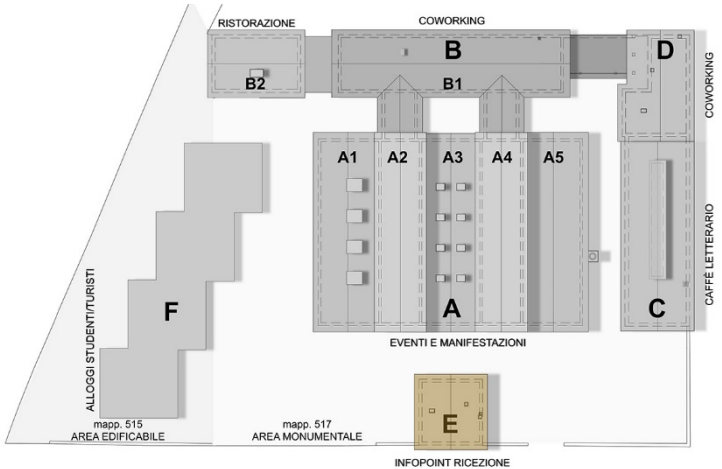 RISTORAZIONE
COWORKING
B
D
B2
B1
COWORKING
A1
A2
A3
A4
A5
CAFFÈ LETTERARIO
F
A
C
ALLOGGI STUDENTI/TURISTI
EVENTI E MANIFESTAZIONI
mapp. 515
AREA EDIFICABILE
mapp. 517
AREA MONUMENTALE
E
INFOPOINT RICEZIONE